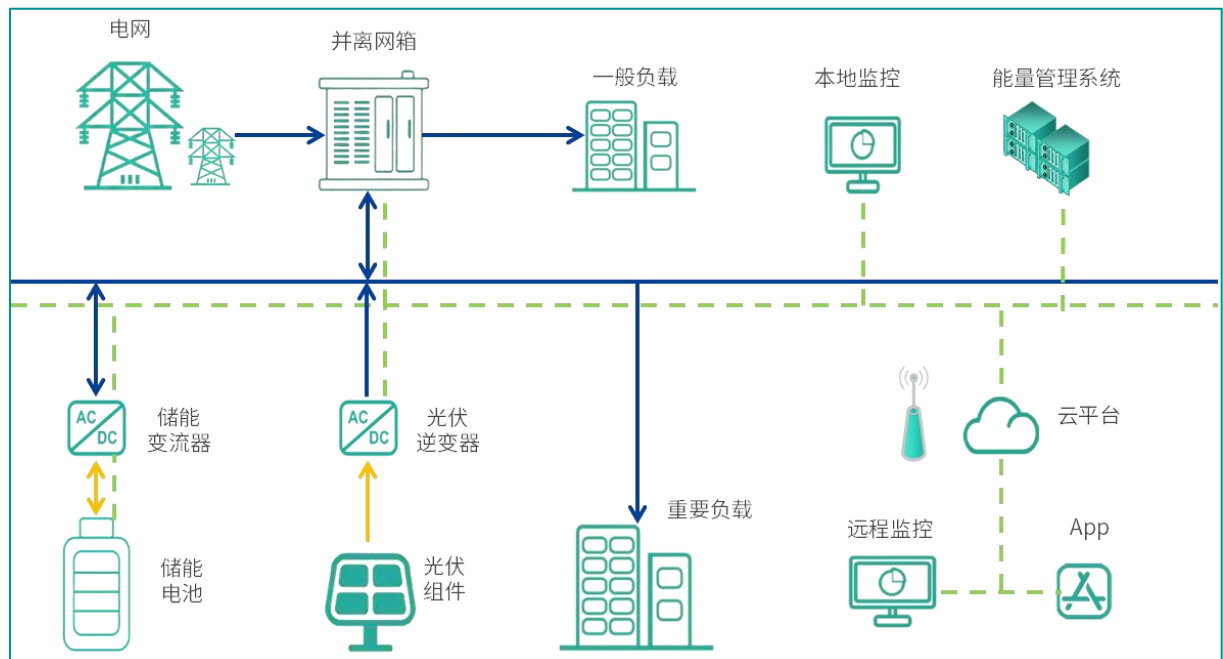 电网
并离网箱
一般负载
本地监控
能量管理系统
AC
DC
储能
变流器
AC
DC
光伏
逆变器
云平台
重要负载
远程监控
App
储能
电池
光伏
组件